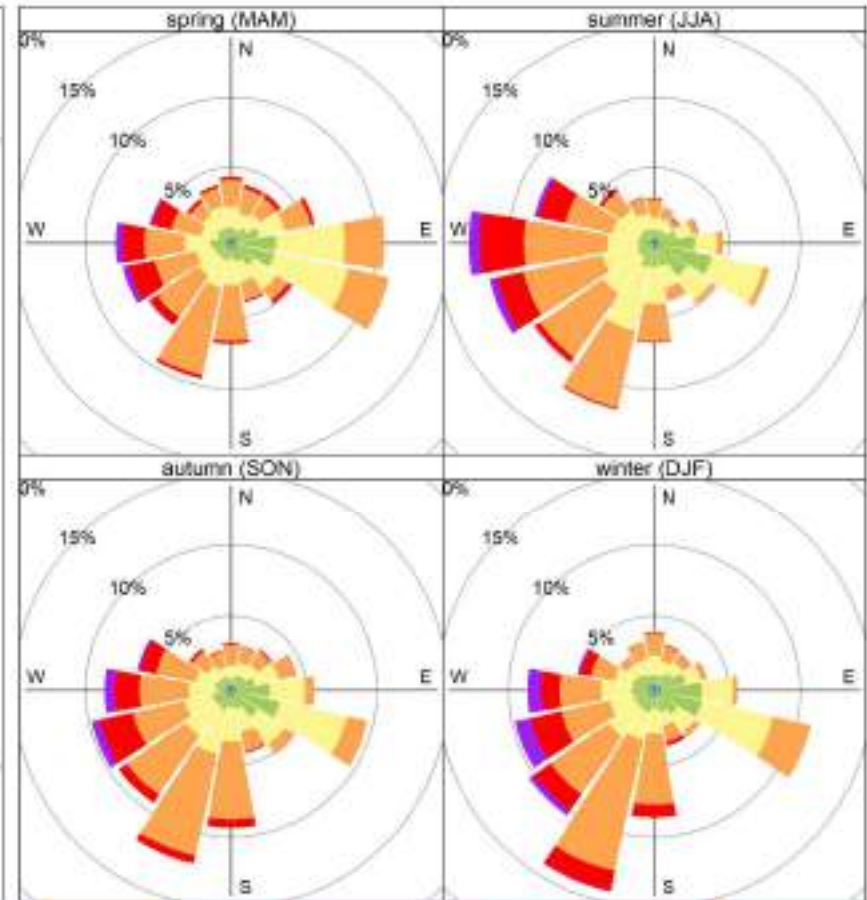 spring (MAM)
0%
N
15%
10%
5%
W
E
S
summer (JJA)
0%
N
15%
10%
5%
W
E
S
autumn (SON)
0%
N
15%
10%
5%
W
E
S
winter (DJF)
0%
N
15%
10%
5%
W
E
S